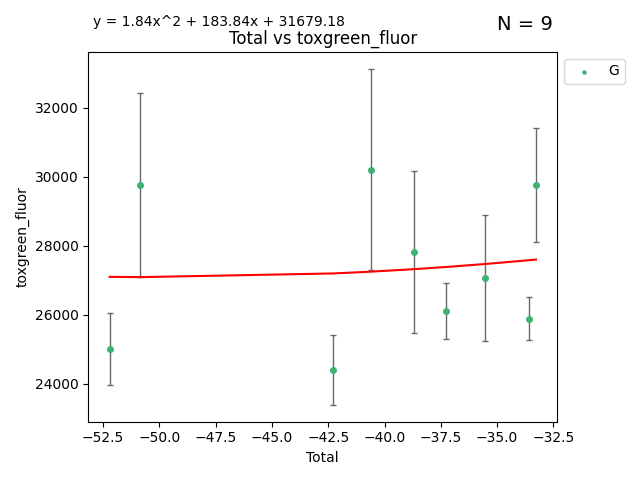 y = 1.84x^2 + 183.84x + 31679.18
N = 9
Total vs toxgreen_fluor
G
32000
30000
28000
26000
24000
toxgreen_fluor
−52.5 −50.0 −47.5 −45.0 −42.5 −40.0 −37.5 −35.0 −32.5
Total